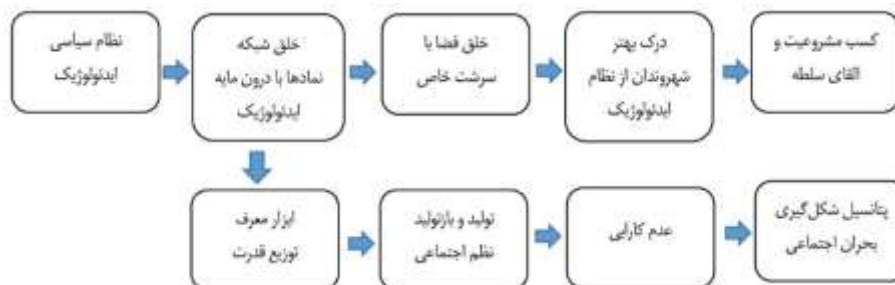 نظام سیاسی
ایدئولوژیک
خلق شبکه
نمادها با درون مایه
ایدئولوژیک
خلق فضا با
سرشت خاص
درک بهتر
شهروندان از نظام
ایدئولوژیک
کسب مشروعیت و
القای سلطه
ابزار معرف
توزیع قدرت
تولید و بازتولید
نظم اجتماعی
عدم کارایی
پتانسیل شکل‌گیری
بحران اجتماعی